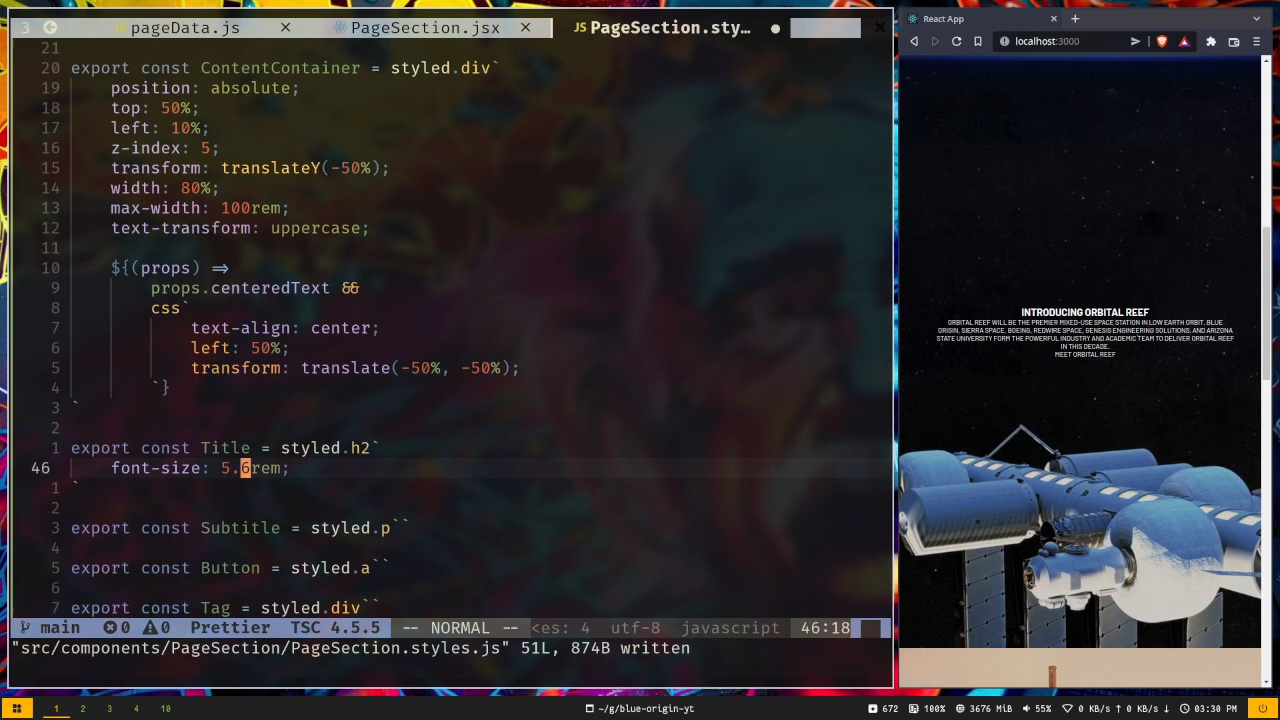 3 pageData.js PageSection.jsx JS PageSection.sty…
21
20 export const ContentContainer = styled.div`
19 position: absolute;
18 top: 50%;
17 left: 10%;
16 z-index: 5;
15 transform: translateY(-50%);
14 width: 80%;
13 max-width: 100rem;
12 text-transform: uppercase;
11
10 ${(props) =>
9 props.centeredText &&
8 css`
7 text-align: center;
6 left: 50%;
5 transform: translate(-50%, -50%);
4 `}
3 `
2
1 export const Title = styled.h2`
46 font-size: 5.6rem;
1 `
2
3 export const Subtitle = styled.p``
4
5 export const Button = styled.a``
6
7 export const Tag = styled.div``
main 0 0 Prettier TSC 4.5.5 -- NORMAL -- <es: 4 utf-8 javascript 46:18
"src/components/PageSection/PageSection.styles.js" 51L, 874B written
React App
localhost:3000
INTRODUCING ORBITAL REEF
ORBITAL REEF WILL BE THE PREMIER MIXED-USE SPACE STATION IN LOW EARTH ORBIT. BLUE
ORIGIN, SIERRA SPACE, BOEING, REDWIRE SPACE, GENESIS ENGINEERING SOLUTIONS, AND ARIZONA
STATE UNIVERSITY FORM THE POWERFUL INDUSTRY AND ACADEMIC TEAM TO DELIVER ORBITAL REEF
IN THIS DECADE.
MEET ORBITAL REEF
1 2 3 4 10 ~/g/blue-origin-yt 672 100% 3676 MiB 55% 0 KB/s ↑ 0 KB/s ↓ 03:30 PM